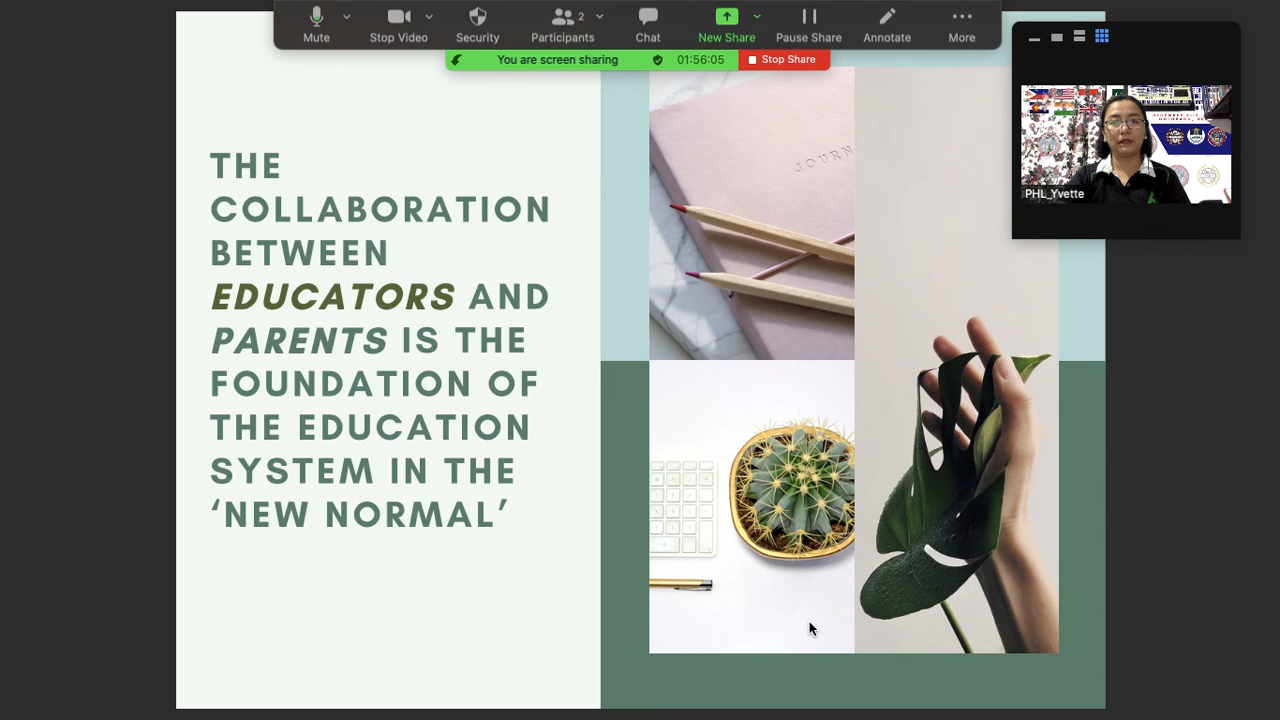 Mute
Stop Video
Security
2
Participants
Chat
New Share
Pause Share
Annotate
More
You are screen sharing
01:56:05
Stop Share
THE
COLLABORATION
BETWEEN
EDUCATORS AND
PARENTS IS THE
FOUNDATION OF
THE EDUCATION
SYSTEM IN THE
‘NEW NORMAL’
PHL_Yvette